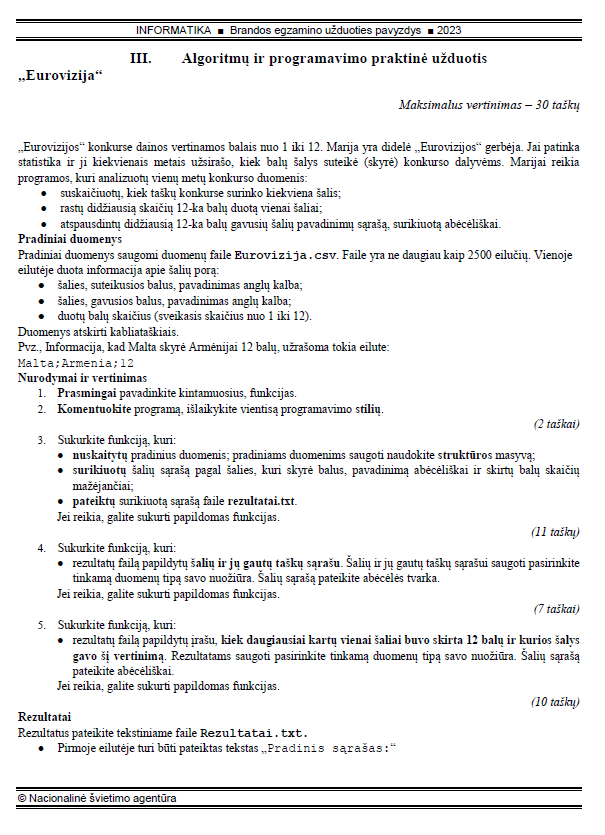 INFORMATIKA ■ Brandos egzamino užduoties pavyzdys ■ 2023
III. Algoritmų ir programavimo praktinė užduotis
„Eurovizija“
Maksimalus vertinimas – 30 taškų
„Eurovizijos“ konkurse dainos vertinamos balais nuo 1 iki 12. Marija yra didelė „Eurovizijos“ gerbėja. Jai patinka
statistika ir ji kiekvienais metais užsirašo, kiek balų šalys suteikė (skyrė) konkurso dalyvėms. Marijai reikia
programos, kuri analizuotų vienų metų konkurso duomenis:
● suskaičiuotų, kiek taškų konkurse surinko kiekviena šalis;
● rastų didžiausią skaičių 12-ka balų duotą vienai šaliai;
● atspausdintų didžiausią 12-ka balų gavusių šalių pavadinimų sąrašą, surikiuotą abėcėliškai.
Pradiniai duomenys
Pradiniai duomenys saugomi duomenų faile Eurovizija.csv. Faile yra ne daugiau kaip 2500 eilučių. Vienoje
eilutėje duota informacija apie šalių porą:
● šalies, suteikusios balus, pavadinimas anglų kalba;
● šalies, gavusios balus, pavadinimas anglų kalba;
● duotų balų skaičius (sveikasis skaičius nuo 1 iki 12).
Duomenys atskirti kabliataškiais.
Pvz., Informacija, kad Malta skyrė Armėnijai 12 balų, užrašoma tokia eilute:
Malta;Armenia;12
Nurodymai ir vertinimas
1. Prasmingai pavadinkite kintamuosius, funkcijas.
2. Komentuokite programą, išlaikykite vientisą programavimo stilių.
(2 taškai)
3. Sukurkite funkciją, kuri:
● nuskaitytų pradinius duomenis; pradiniams duomenims saugoti naudokite struktūros masyvą;
● surikiuotų šalių sąrašą pagal šalies, kuri skyrė balus, pavadinimą abėcėliškai ir skirtų balų skaičių
mažėjančiai;
● pateiktų surikiuotą sąrašą faile rezultatai.txt.
Jei reikia, galite sukurti papildomas funkcijas.
(11 taškų)
4. Sukurkite funkciją, kuri:
● rezultatų failą papildytų šalių ir jų gautų taškų sąrašu. Šalių ir jų gautų taškų sąrašui saugoti pasirinkite
tinkamą duomenų tipą savo nuožiūra. Šalių sąrašą pateikite abėcėlės tvarka.
Jei reikia, galite sukurti papildomas funkcijas.
(7 taškai)
5. Sukurkite funkciją, kuri:
● rezultatų failą papildytų įrašu, kiek daugiausiai kartų vienai šaliai buvo skirta 12 balų ir kurios šalys
gavo šį vertinimą. Rezultatams saugoti pasirinkite tinkamą duomenų tipą savo nuožiūra. Šalių sąrašą
pateikite abėcėliškai.
Jei reikia, galite sukurti papildomas funkcijas.
(10 taškų)
Rezultatai
Rezultatus pateikite tekstiniame faile Rezultatai.txt.
● Pirmoje eilutėje turi būti pateiktas tekstas „Pradinis sąrašas:“
© Nacionalinė švietimo agentūra